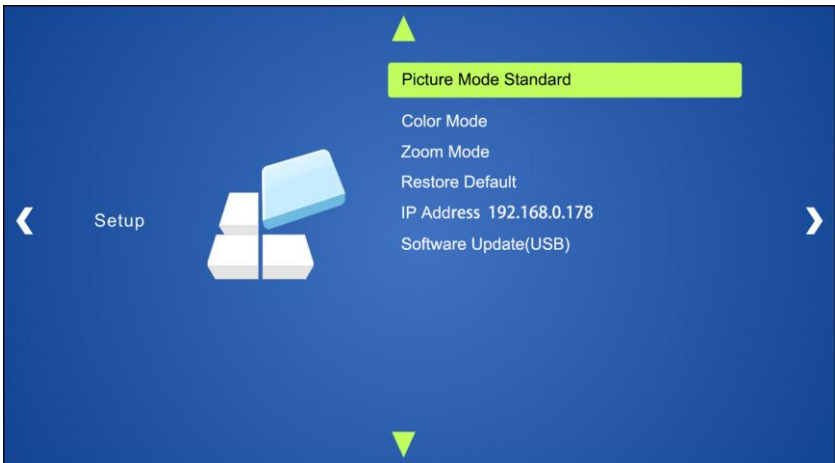 Picture Mode Standard
Color Mode
Zoom Mode
Restore Default
Setup
IP Address 192.168.0.178
Software Update(USB)